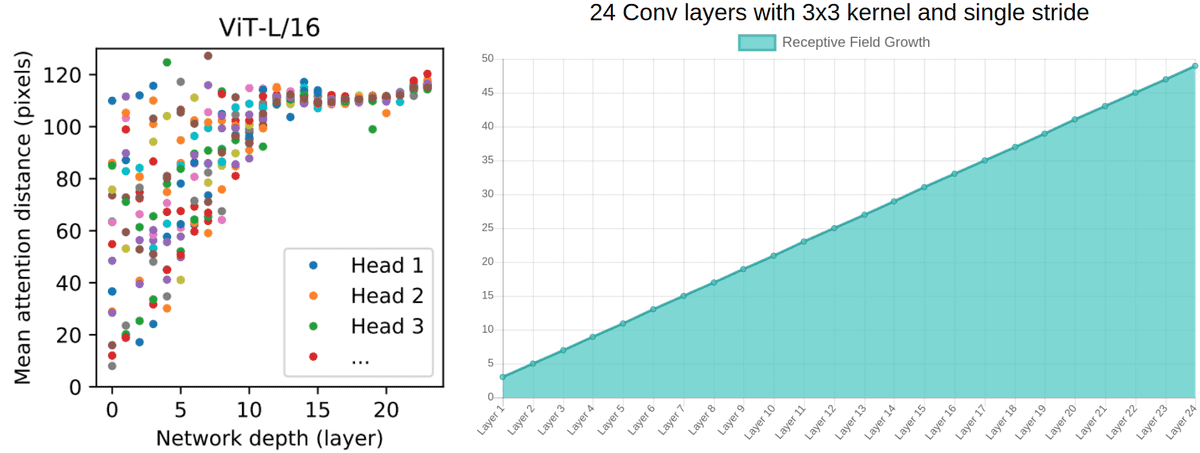 ViT-L/16
Mean attention distance (pixels)
120
100
80
60
40
20
0
Head 1
Head 2
Head 3
...
0
5
10
15
20
Network depth (layer)
24 Conv layers with 3x3 kernel and single stride
Receptive Field Growth
50
45
40
35
30
25
20
15
10
5
0
Layer 1
Layer 2
Layer 3
Layer 4
Layer 5
Layer 6
Layer 7
Layer 8
Layer 9
Layer 10
Layer 11
Layer 12
Layer 13
Layer 14
Layer 15
Layer 16
Layer 17
Layer 18
Layer 19
Layer 20
Layer 21
Layer 22
Layer 23
Layer 24